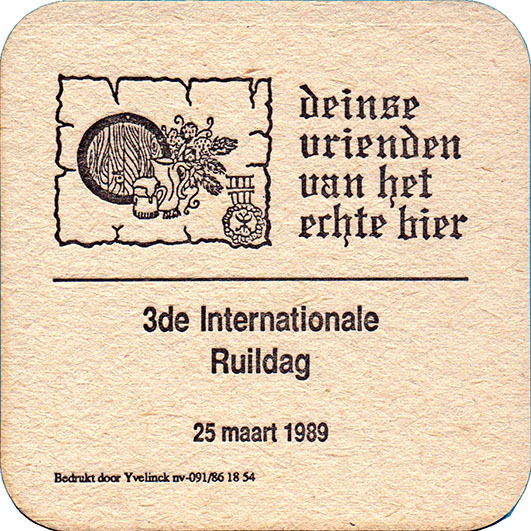 deinse
vrienden
van het
echte bier
3de Internationale
Ruildag
25 maart 1989
Bedrukt door Yvelinck nv-091/86 18 54